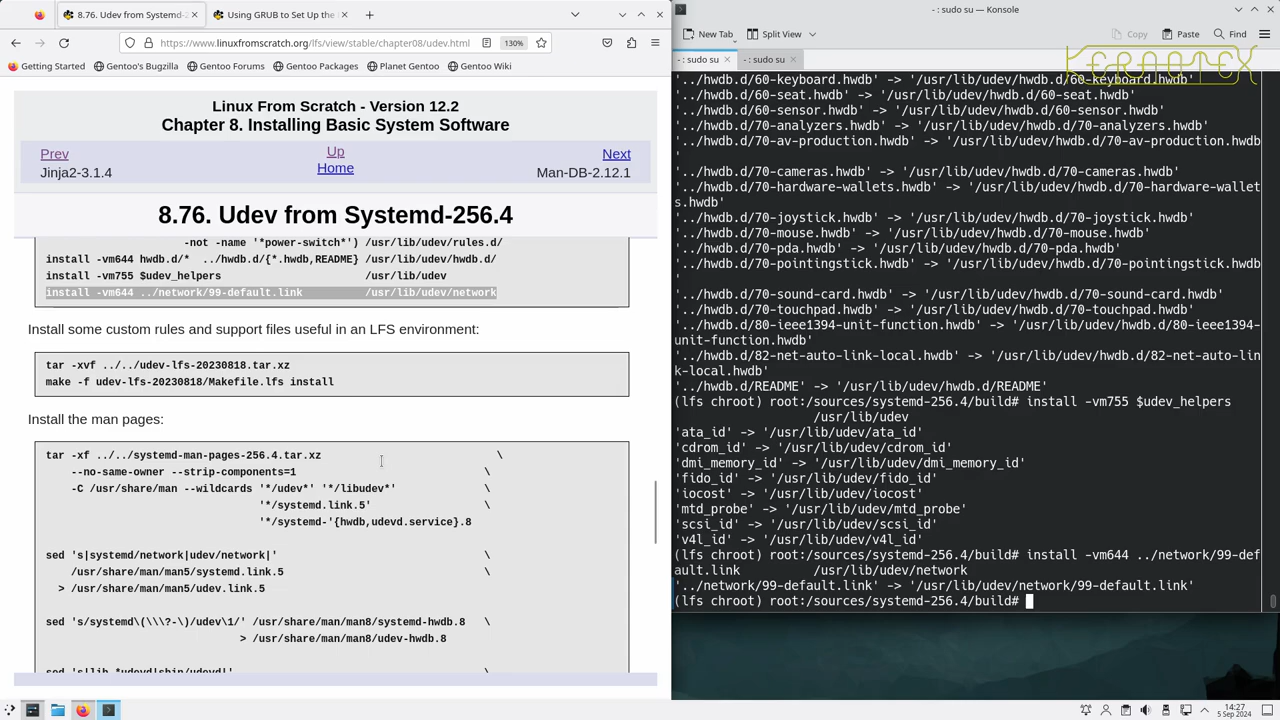 8.76. Udev from Systemd-2
Using GRUB to Set Up the
https://www.linuxfromscratch.org/lfs/view/stable/chapter08/udev.html
130%
Getting Started
Gentoo's Bugzilla
Gentoo Forums
Gentoo Packages
Planet Gentoo
Gentoo Wiki
Linux From Scratch - Version 12.2
Chapter 8. Installing Basic System Software
Prev
Up
Next
Jinja2-3.1.4
Home
Man-DB-2.12.1
8.76. Udev from Systemd-256.4
-not -name '*power-switch*') /usr/lib/udev/rules.d/
install -vm644 hwdb.d/* ../hwdb.d/{*.hwdb,README} /usr/lib/udev/hwdb.d/
install -vm755 $udev_helpers /usr/lib/udev
install -vm644 ../network/99-default.link /usr/lib/udev/network
Install some custom rules and support files useful in an LFS environment:
tar -xvf ../../udev-lfs-20230818.tar.xz
make -f udev-lfs-20230818/Makefile.lfs install
Install the man pages:
tar -xf ../../systemd-man-pages-256.4.tar.xz \
--no-same-owner --strip-components=1 \
-C /usr/share/man --wildcards '*/udev*' '*/libudev*' \
'*/systemd.link.5' \
'*/systemd-'{hwdb,udevd.service}.8
sed 's|systemd/network|udev/network|' \
/usr/share/man/man5/systemd.link.5 \
> /usr/share/man/man5/udev.link.5
sed 's/systemd\(\\\?-\)/udev\1/' /usr/share/man/man8/systemd-hwdb.8 \
> /usr/share/man/man8/udev-hwdb.8
sed 's|lib.*udevd|sbin/udevd|' \
- : sudo su — Konsole
New Tab
Split View
Copy
Paste
Find
- : sudo su
- : sudo su
KERNOTEX
'../hwdb.d/60-keyboard.hwdb' -> '/usr/lib/udev/hwdb.d/60-keyboard.hwdb'
'../hwdb.d/60-seat.hwdb' -> '/usr/lib/udev/hwdb.d/60-seat.hwdb'
'../hwdb.d/60-sensor.hwdb' -> '/usr/lib/udev/hwdb.d/60-sensor.hwdb'
'../hwdb.d/70-analyzers.hwdb' -> '/usr/lib/udev/hwdb.d/70-analyzers.hwdb'
'../hwdb.d/70-av-production.hwdb' -> '/usr/lib/udev/hwdb.d/70-av-production.hwdb
'
'../hwdb.d/70-cameras.hwdb' -> '/usr/lib/udev/hwdb.d/70-cameras.hwdb'
'../hwdb.d/70-hardware-wallets.hwdb' -> '/usr/lib/udev/hwdb.d/70-hardware-wallet
s.hwdb'
'../hwdb.d/70-joystick.hwdb' -> '/usr/lib/udev/hwdb.d/70-joystick.hwdb'
'../hwdb.d/70-mouse.hwdb' -> '/usr/lib/udev/hwdb.d/70-mouse.hwdb'
'../hwdb.d/70-pda.hwdb' -> '/usr/lib/udev/hwdb.d/70-pda.hwdb'
'../hwdb.d/70-pointingstick.hwdb' -> '/usr/lib/udev/hwdb.d/70-pointingstick.hwdb
'
'../hwdb.d/70-sound-card.hwdb' -> '/usr/lib/udev/hwdb.d/70-sound-card.hwdb'
'../hwdb.d/70-touchpad.hwdb' -> '/usr/lib/udev/hwdb.d/70-touchpad.hwdb'
'../hwdb.d/80-ieee1394-unit-function.hwdb' -> '/usr/lib/udev/hwdb.d/80-ieee1394-
unit-function.hwdb'
'../hwdb.d/82-net-auto-link-local.hwdb' -> '/usr/lib/udev/hwdb.d/82-net-auto-lin
k-local.hwdb'
'../hwdb.d/README' -> '/usr/lib/udev/hwdb.d/README'
(lfs chroot) root:/sources/systemd-256.4/build# install -vm755 $udev_helpers
/usr/lib/udev
'ata_id' -> '/usr/lib/udev/ata_id'
'cdrom_id' -> '/usr/lib/udev/cdrom_id'
'dmi_memory_id' -> '/usr/lib/udev/dmi_memory_id'
'fido_id' -> '/usr/lib/udev/fido_id'
'iocost' -> '/usr/lib/udev/iocost'
'mtd_probe' -> '/usr/lib/udev/mtd_probe'
'scsi_id' -> '/usr/lib/udev/scsi_id'
'v4l_id' -> '/usr/lib/udev/v4l_id'
(lfs chroot) root:/sources/systemd-256.4/build# install -vm644 ../network/99-def
ault.link /usr/lib/udev/network
'../network/99-default.link' -> '/usr/lib/udev/network/99-default.link'
(lfs chroot) root:/sources/systemd-256.4/build#
14:27
5 Sep 2024